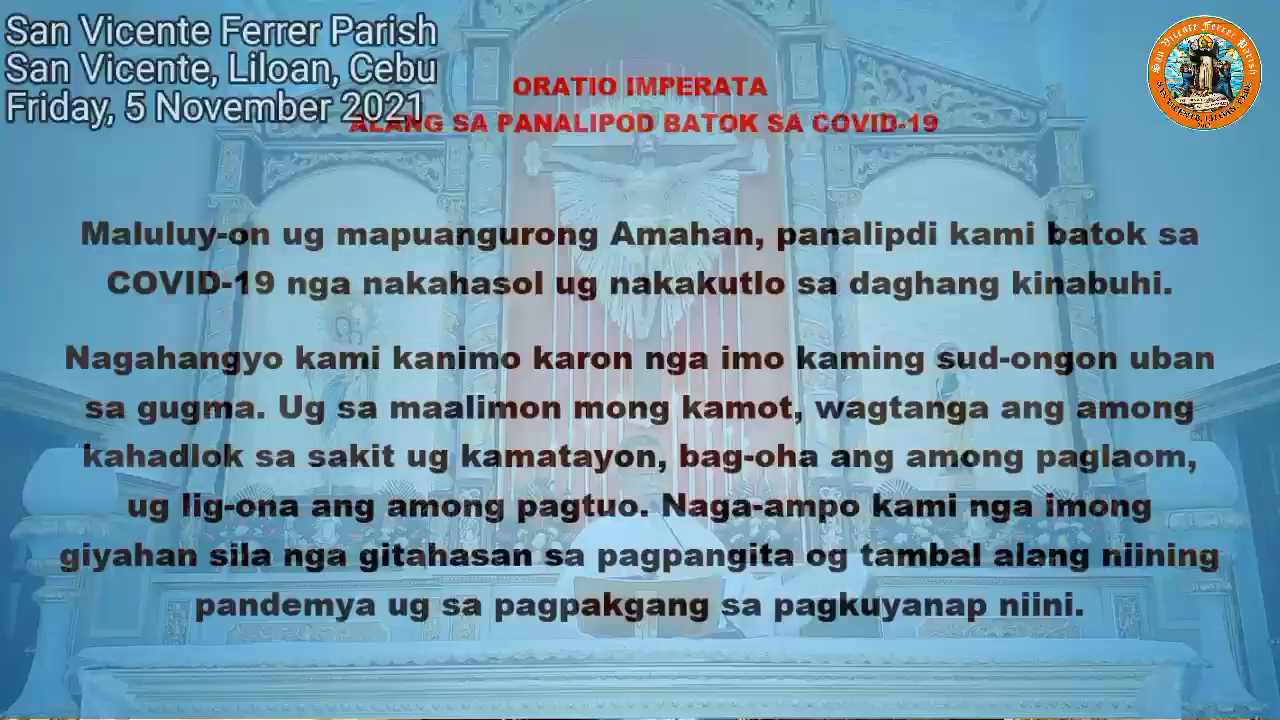 San Vicente Ferrer Parish
San Vicente, Liloan, Cebu
Friday, 5 November 2021
San Vicente Ferrer Parish
ORATIO IMPERATA
ALANG SA PANALIPOD BATOK SA COVID-19
Maluluy-on ug mapuangurong Amahan, panalipdi kami batok sa
COVID-19 nga nakahasol ug nakakutlo sa daghang kinabuhi.
Nagahangyo kami kanimo karon nga imo kaming sud-ongon uban
sa gugma. Ug sa maalimon mong kamot, wagtanga ang among
kahadlok sa sakit ug kamatayon, bag-oha ang among paglaom,
ug lig-ona ang among pagtuo. Naga-ampo kami nga imong
giyahan sila nga gitahasan sa pagpangita og tambal alang niining
pandemya ug sa pagpakgang sa pagkuyanap niini.